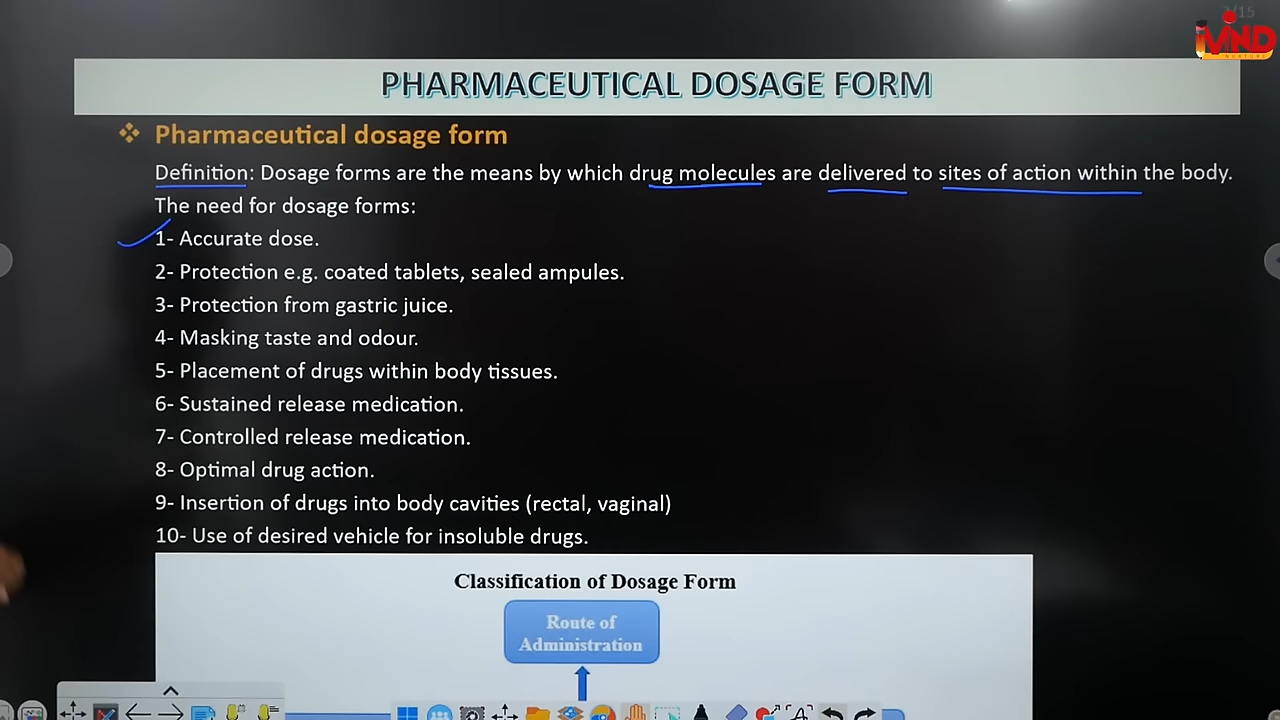 2/15
iMIND
NURTURE
PHARMACEUTICAL DOSAGE FORM
Pharmaceutical dosage form
Definition: Dosage forms are the means by which drug molecules are delivered to sites of action within the body.
The need for dosage forms:
1- Accurate dose.
2- Protection e.g. coated tablets, sealed ampules.
3- Protection from gastric juice.
4- Masking taste and odour.
5- Placement of drugs within body tissues.
6- Sustained release medication.
7- Controlled release medication.
8- Optimal drug action.
9- Insertion of drugs into body cavities (rectal, vaginal)
10- Use of desired vehicle for insoluble drugs.
Classification of Dosage Form
Route of
Administration